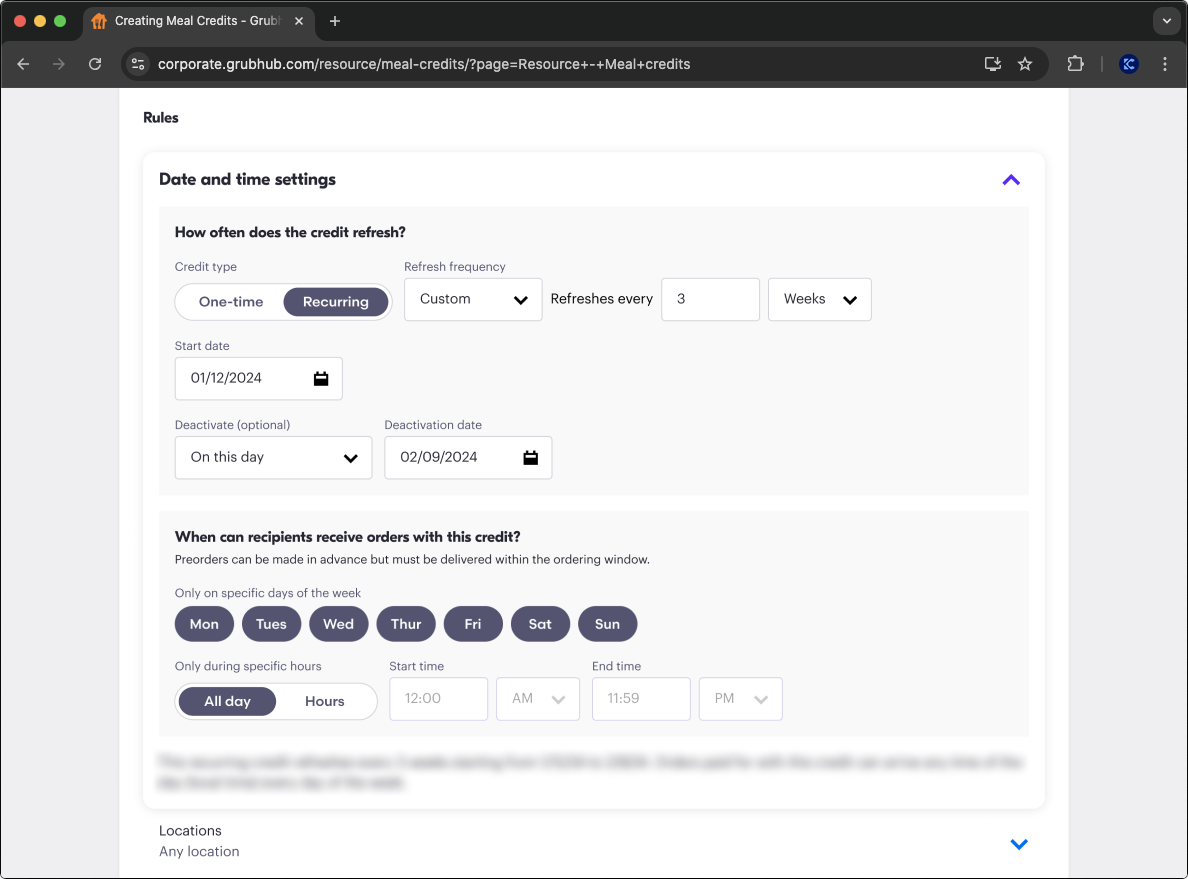 Creating Meal Credits - Grub
corporate.grubhub.com/resource/meal-credits/?page=Resource+-+Meal+credits
Rules
Date and time settings
How often does the credit refresh?
Credit type
Refresh frequency
One-time Recurring Custom Refreshes every 3 Weeks
Start date
01/12/2024
Deactivate (optional) Deactivation date
On this day 02/09/2024
When can recipients receive orders with this credit?
Preorders can be made in advance but must be delivered within the ordering window.
Only on specific days of the week
Mon Tues Wed Thur Fri Sat Sun
Only during specific hours Start time End time
All day Hours 12:00 AM 11:59 PM
Locations
Any location